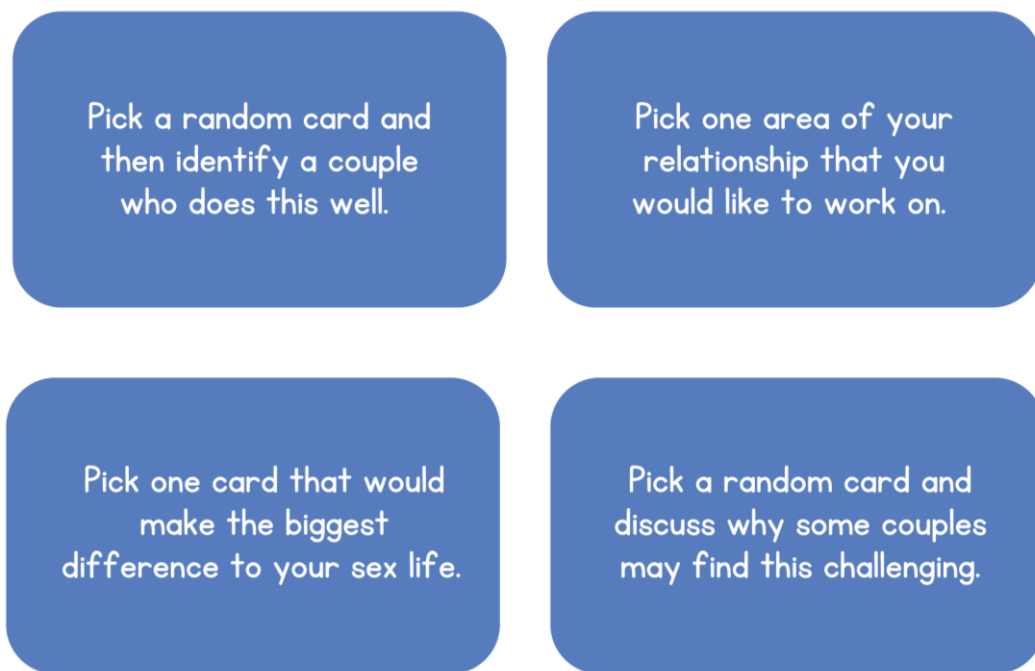 Pick a random card and
then identify a couple
who does this well.
Pick one area of your
relationship that you
would like to work on.
Pick one card that would
make the biggest
difference to your sex life.
Pick a random card and
discuss why some couples
may find this challenging.